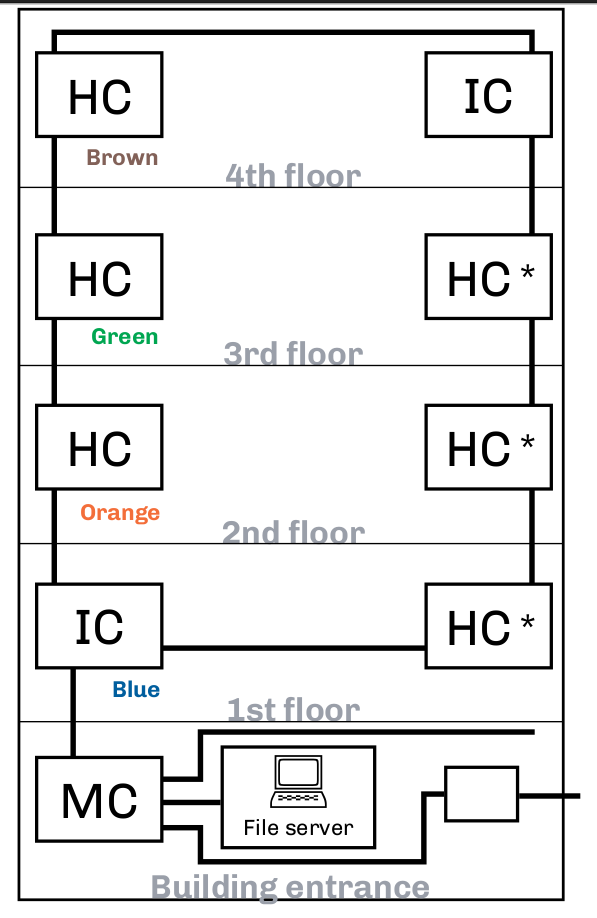 HC
IC
Brown
4th floor
HC
HC *
Green
3rd floor
HC
HC *
Orange
2nd floor
IC
HC *
Blue
1st floor
MC
File server
Building entrance